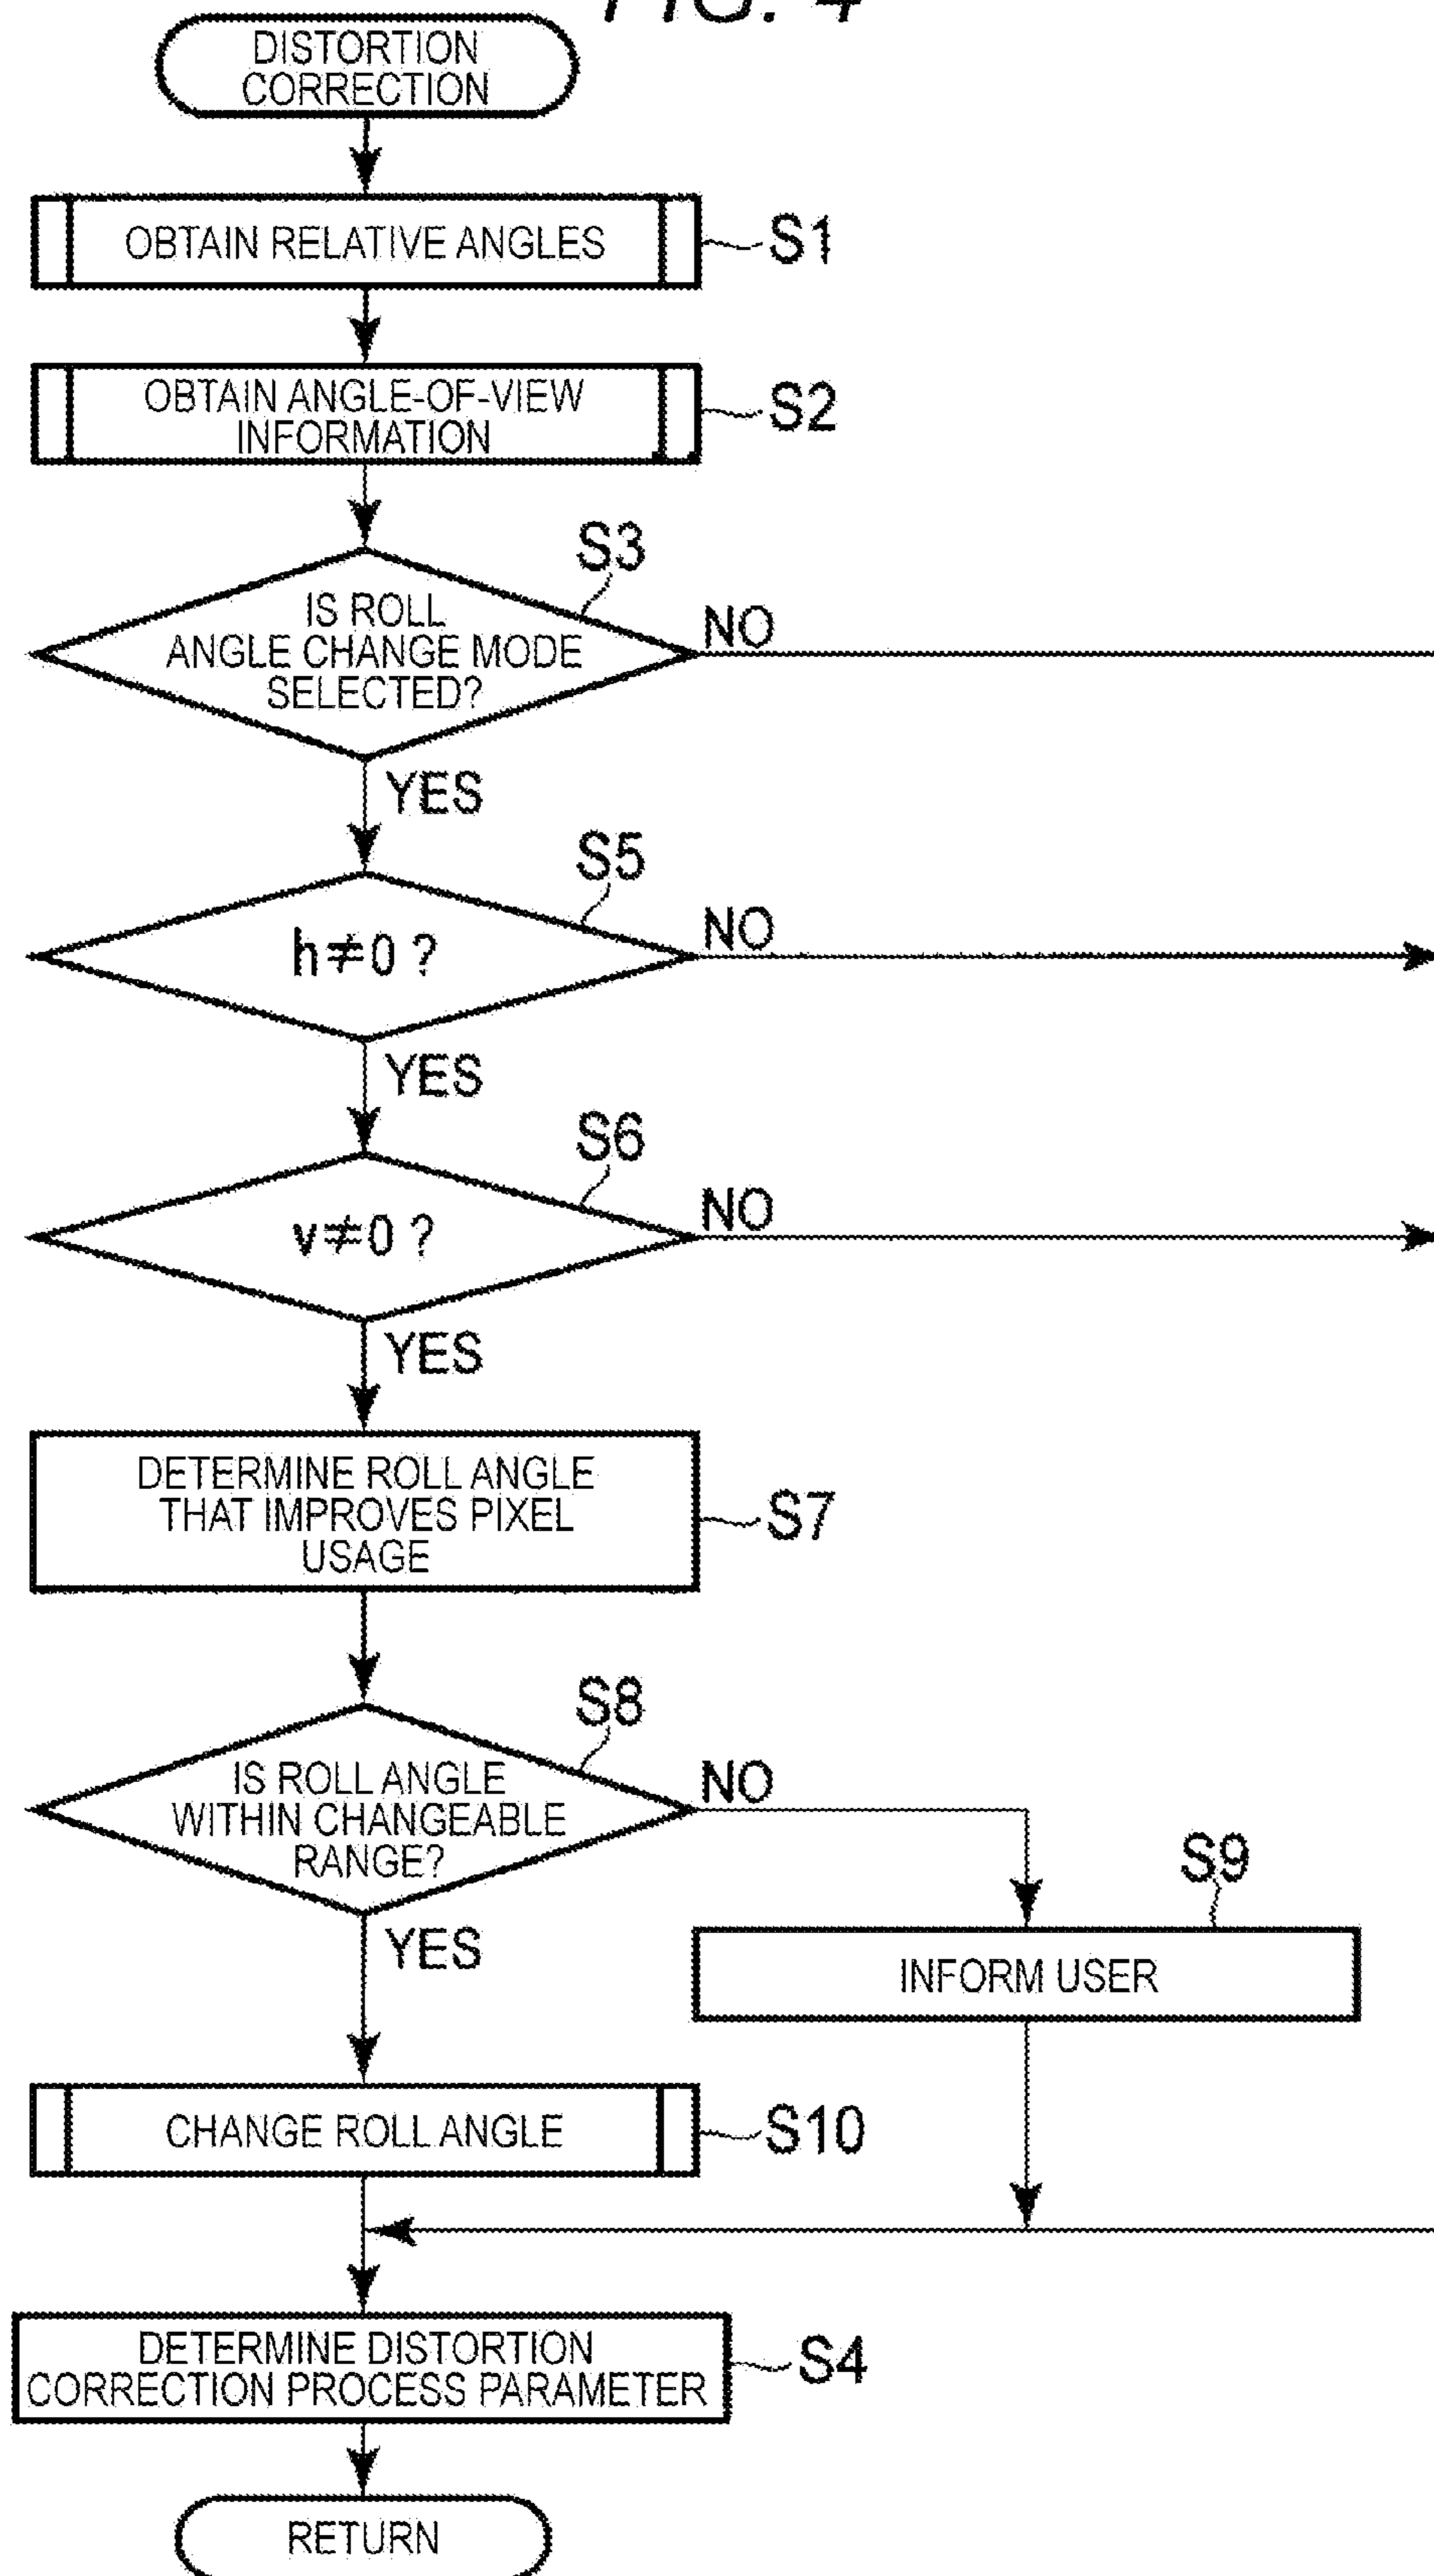 FIG. 4
DISTORTION
CORRECTION
OBTAIN RELATIVE ANGLES
S1
OBTAIN ANGLE-OF-VIEW
INFORMATION
S2
S3
IS ROLL
ANGLE CHANGE MODE
SELECTED?
NO
YES
S5
h≠0 ?
NO
YES
S6
v≠0 ?
NO
YES
DETERMINE ROLL ANGLE
THAT IMPROVES PIXEL
USAGE
S7
S8
IS ROLL ANGLE
WITHIN CHANGEABLE
RANGE?
NO
YES
S9
INFORM USER
CHANGE ROLL ANGLE
S10
DETERMINE DISTORTION
CORRECTION PROCESS PARAMETER
S4
RETURN